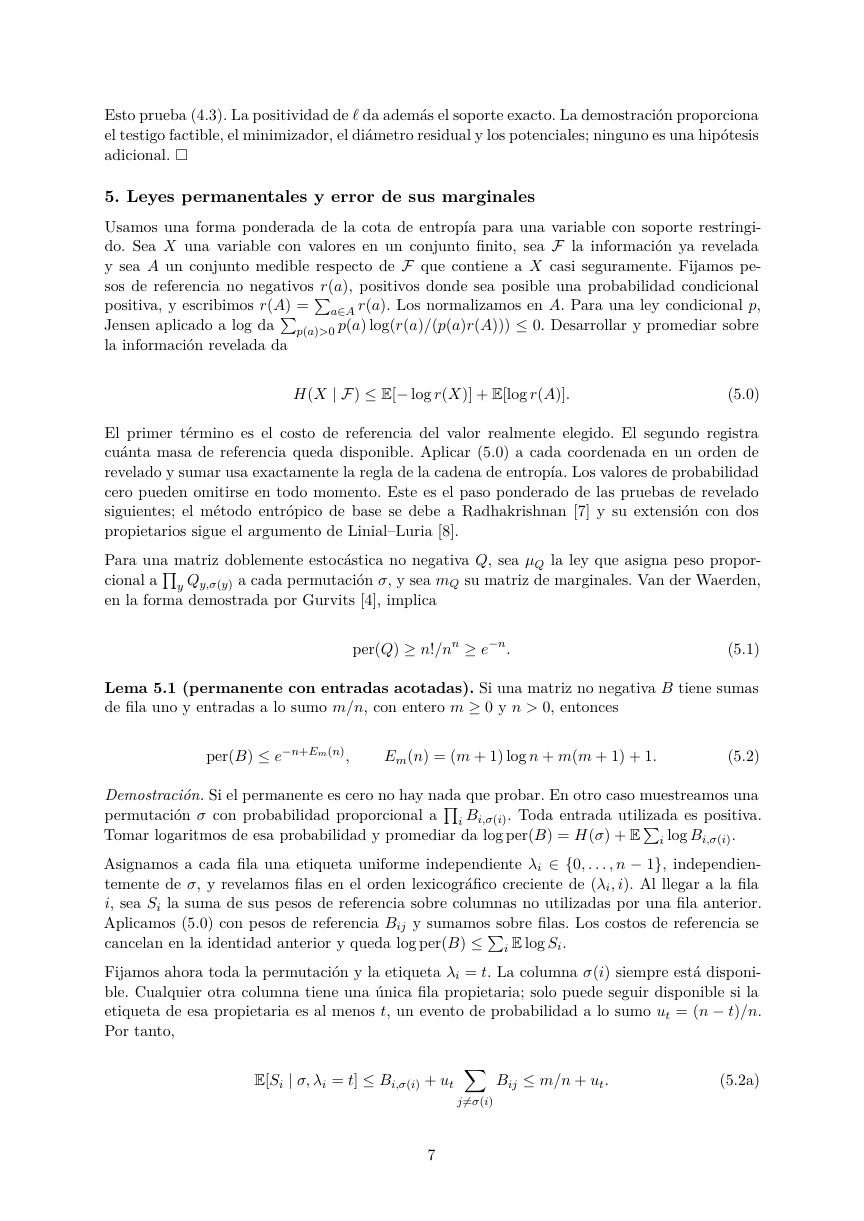 Esto prueba (4.3). La positividad de ℓ da además el soporte exacto. La demostración proporciona
el testigo factible, el minimizador, el diámetro residual y los potenciales; ninguno es una hipótesis
adicional. □
5. Leyes permanentales y error de sus marginales
Usamos una forma ponderada de la cota de entropía para una variable con soporte restringi-
do. Sea X una variable con valores en un conjunto finito, sea ℱ la información ya revelada
y sea A un conjunto medible respecto de ℱ que contiene a X casi seguramente. Fijamos pe-
sos de referencia no negativos r(a), positivos donde sea posible una probabilidad condicional
positiva, y escribimos r(A) = ∑_{a∈A} r(a). Los normalizamos en A. Para una ley condicional p,
Jensen aplicado a log da ∑_{p(a)>0} p(a) log(r(a)/(p(a)r(A))) ≤ 0. Desarrollar y promediar sobre
la información revelada da
H(X | ℱ) ≤ 𝔼[− log r(X)] + 𝔼[log r(A)]. (5.0)
El primer término es el costo de referencia del valor realmente elegido. El segundo registra
cuánta masa de referencia queda disponible. Aplicar (5.0) a cada coordenada en un orden de
revelado y sumar usa exactamente la regla de la cadena de entropía. Los valores de probabilidad
cero pueden omitirse en todo momento. Este es el paso ponderado de las pruebas de revelado
siguientes; el método entrópico de base se debe a Radhakrishnan [7] y su extensión con dos
propietarios sigue el argumento de Linial–Luria [8].
Para una matriz doblemente estocástica no negativa Q, sea μ_Q la ley que asigna peso propor-
cional a ∏_y Q_{y,σ(y)} a cada permutación σ, y sea m_Q su matriz de marginales. Van der Waerden,
en la forma demostrada por Gurvits [4], implica
per(Q) ≥ n!/n^n ≥ e^{−n}. (5.1)
Lema 5.1 (permanente con entradas acotadas). Si una matriz no negativa B tiene sumas
de fila uno y entradas a lo sumo m/n, con entero m ≥ 0 y n > 0, entonces
per(B) ≤ e^{−n+E_m(n)}, E_m(n) = (m + 1) log n + m(m + 1) + 1. (5.2)
Demostración. Si el permanente es cero no hay nada que probar. En otro caso muestreamos una
permutación σ con probabilidad proporcional a ∏_i B_{i,σ(i)}. Toda entrada utilizada es positiva.
Tomar logaritmos de esa probabilidad y promediar da log per(B) = H(σ) + 𝔼 ∑_i log B_{i,σ(i)}.
Asignamos a cada fila una etiqueta uniforme independiente λ_i ∈ {0, . . . , n − 1}, independien-
temente de σ, y revelamos filas en el orden lexicográfico creciente de (λ_i, i). Al llegar a la fila
i, sea S_i la suma de sus pesos de referencia sobre columnas no utilizadas por una fila anterior.
Aplicamos (5.0) con pesos de referencia B_{ij} y sumamos sobre filas. Los costos de referencia se
cancelan en la identidad anterior y queda log per(B) ≤ ∑_i 𝔼 log S_i.
Fijamos ahora toda la permutación y la etiqueta λ_i = t. La columna σ(i) siempre está disponi-
ble. Cualquier otra columna tiene una única fila propietaria; solo puede seguir disponible si la
etiqueta de esa propietaria es al menos t, un evento de probabilidad a lo sumo u_t = (n − t)/n.
Por tanto,
𝔼[S_i | σ, λ_i = t] ≤ B_{i,σ(i)} + u_t ∑_{j≠σ(i)} B_{ij} ≤ m/n + u_t. (5.2a)
7